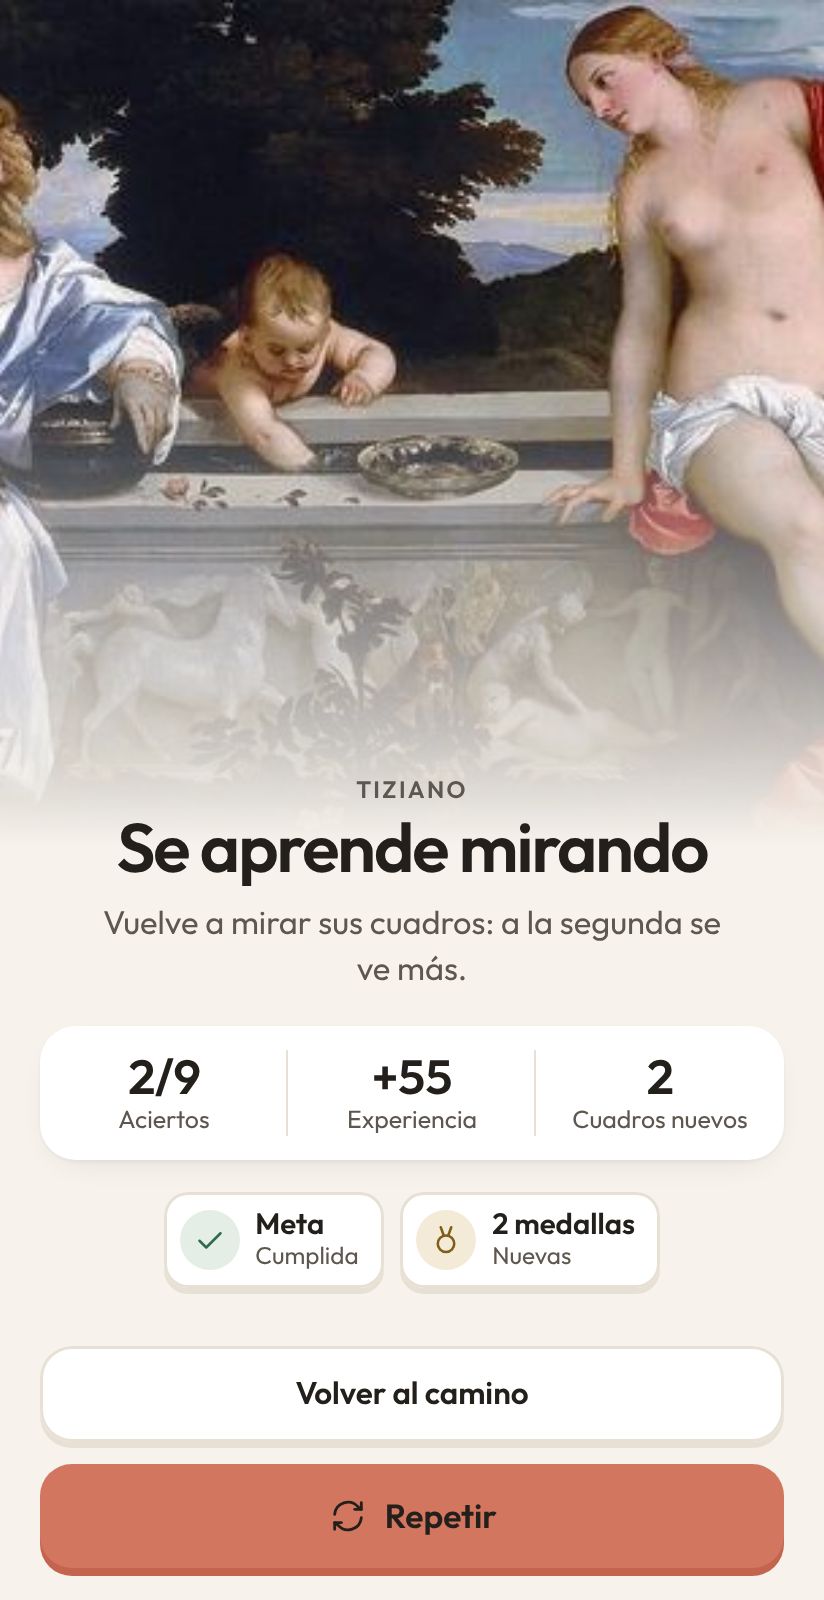 TIZIANO
Se aprende mirando
Vuelve a mirar sus cuadros: a la segunda se
ve más.
2/9
Aciertos
+55
Experiencia
2
Cuadros nuevos
Meta
Cumplida
2 medallas
Nuevas
Volver al camino
Repetir